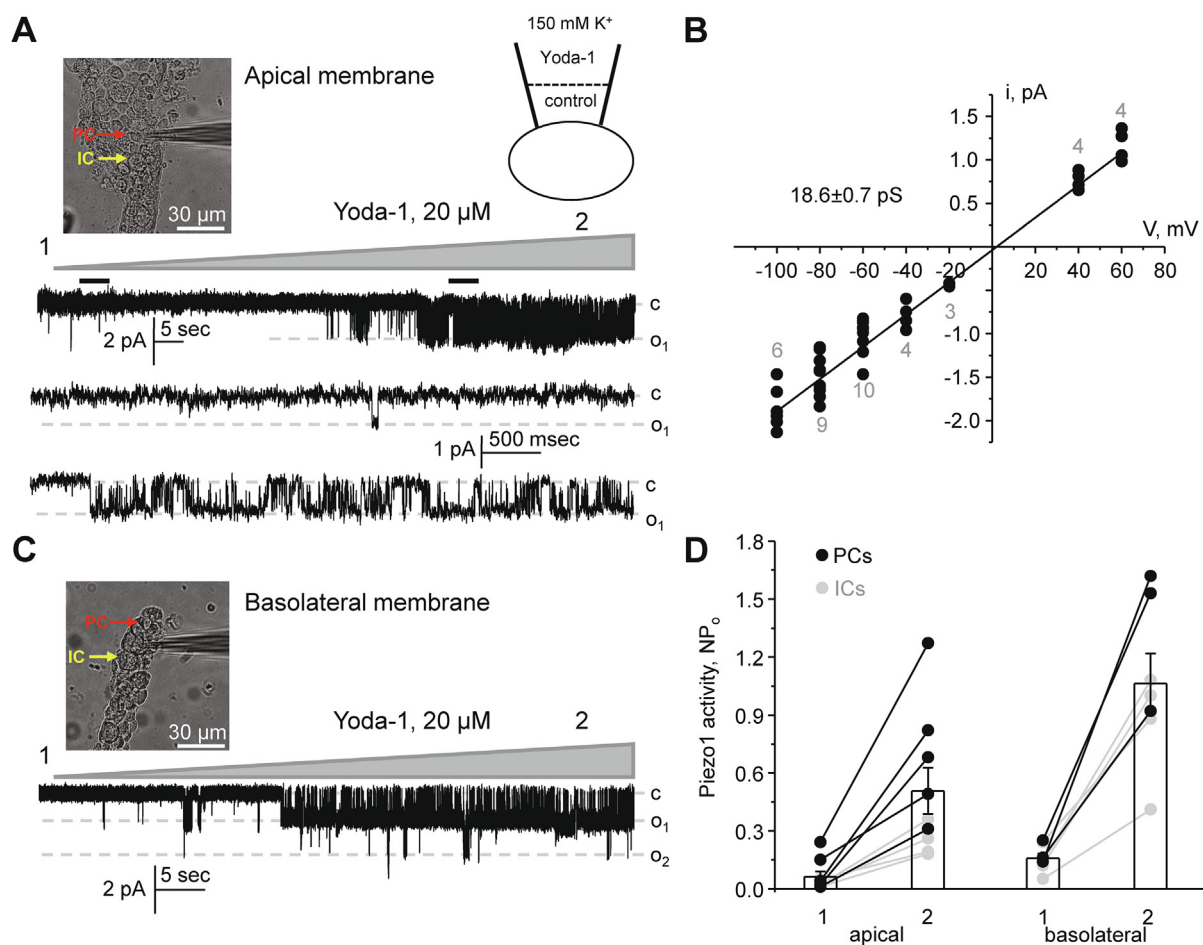 A
Apical membrane
150 mM K⁺
Yoda-1
control
PC
IC
30 µm
1
Yoda-1, 20 µM
2
c
2 pA
5 sec
o₁
c
o₁
1 pA
500 msec
c
o₁
B
i, pA
1.5
1.0
0.5
4
4
18.6±0.7 pS
V, mV
-100
-80
-60
-40
-20
20
40
60
80
6
9
10
4
3
-1.0
-1.5
-2.0
C
Basolateral membrane
PC
IC
30 µm
1
Yoda-1, 20 µM
2
c
o₁
o₂
2 pA
5 sec
D
Piezo1 activity, NPₒ
1.8
1.5
1.2
0.9
0.6
0.3
0.0
PCs
ICs
1
2
1
2
apical
basolateral